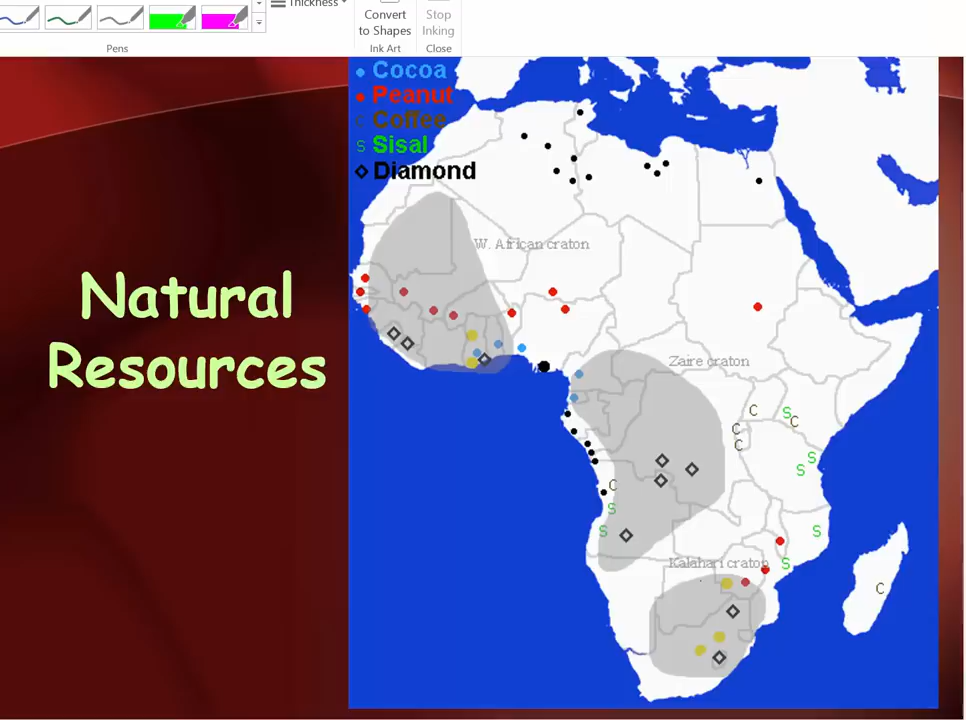 Thickness
Convert
to Shapes
Stop
Inking
Pens
Ink Art
Close
Cocoa
Peanut
C Coffee
S Sisal
Diamond
W. African craton
Natural
Resources
Zaire craton
C
S
C
C
C
S
S
C
S
S
S
Kalahari craton
S
C